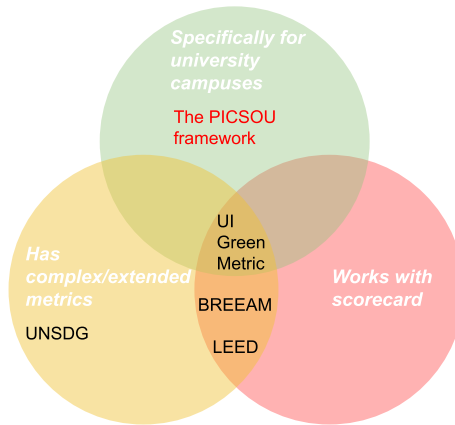 Specifically for
university
campuses
The PICSOU
framework
UI
Green
Metric
Has
complex/extended
metrics
Works with
scorecard
BREEAM
UNSDG
LEED